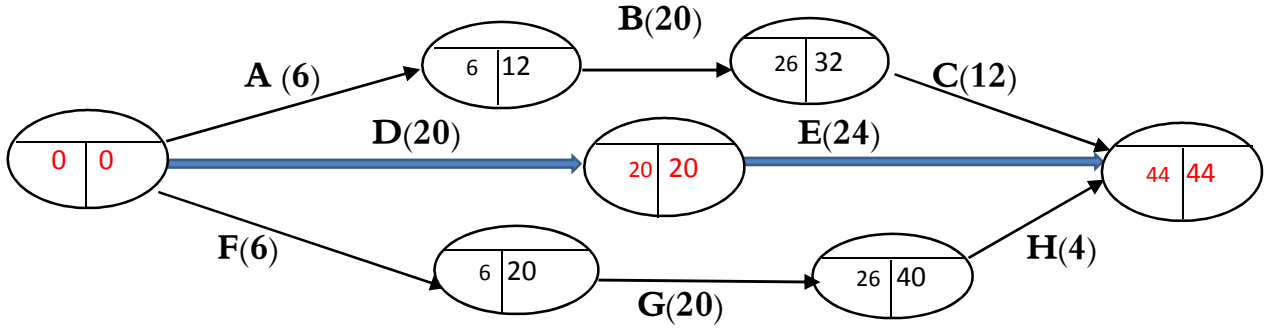 B(20)
A (6)
6 12
26 32
C(12)
D(20)
E(24)
0 0
20 20
44 44
F(6)
6 20
26 40
H(4)
G(20)